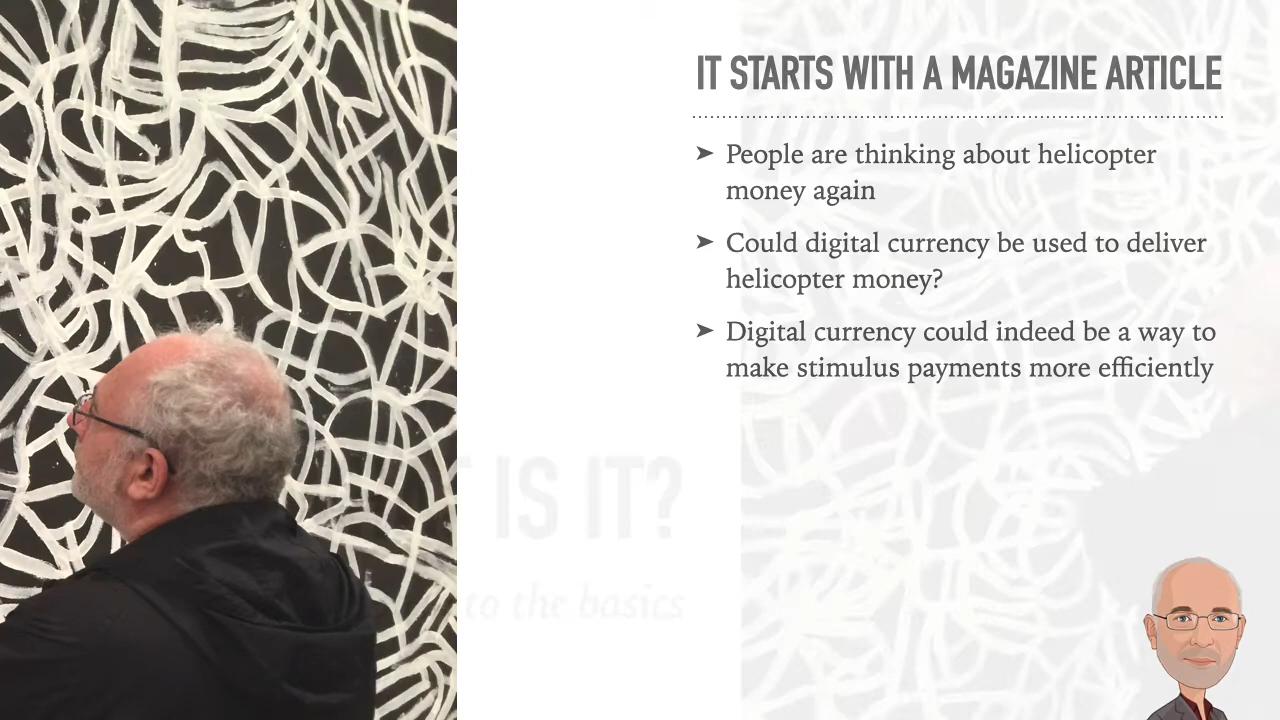 IT STARTS WITH A MAGAZINE ARTICLE
➤ People are thinking about helicopter
money again
➤ Could digital currency be used to deliver
helicopter money?
➤ Digital currency could indeed be a way to
make stimulus payments more efficiently
IS IT?
to the basics